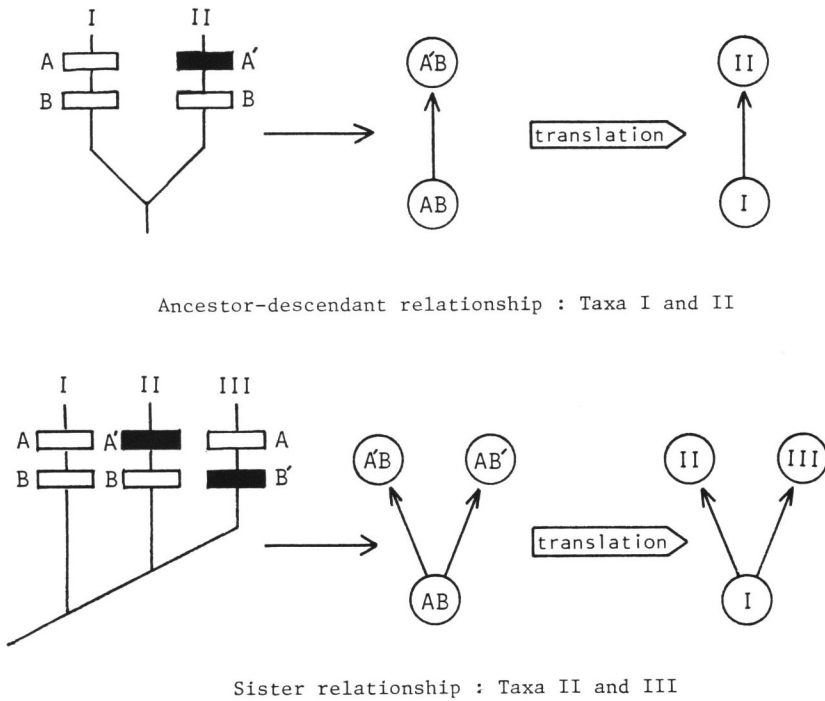 I II
A A′
B B
A′B
AB
translation
II
I
Ancestor-descendant relationship : Taxa I and II
I II III
A A′ A
B B B′
A′B AB′
AB
translation
II III
I
Sister relationship : Taxa II and III